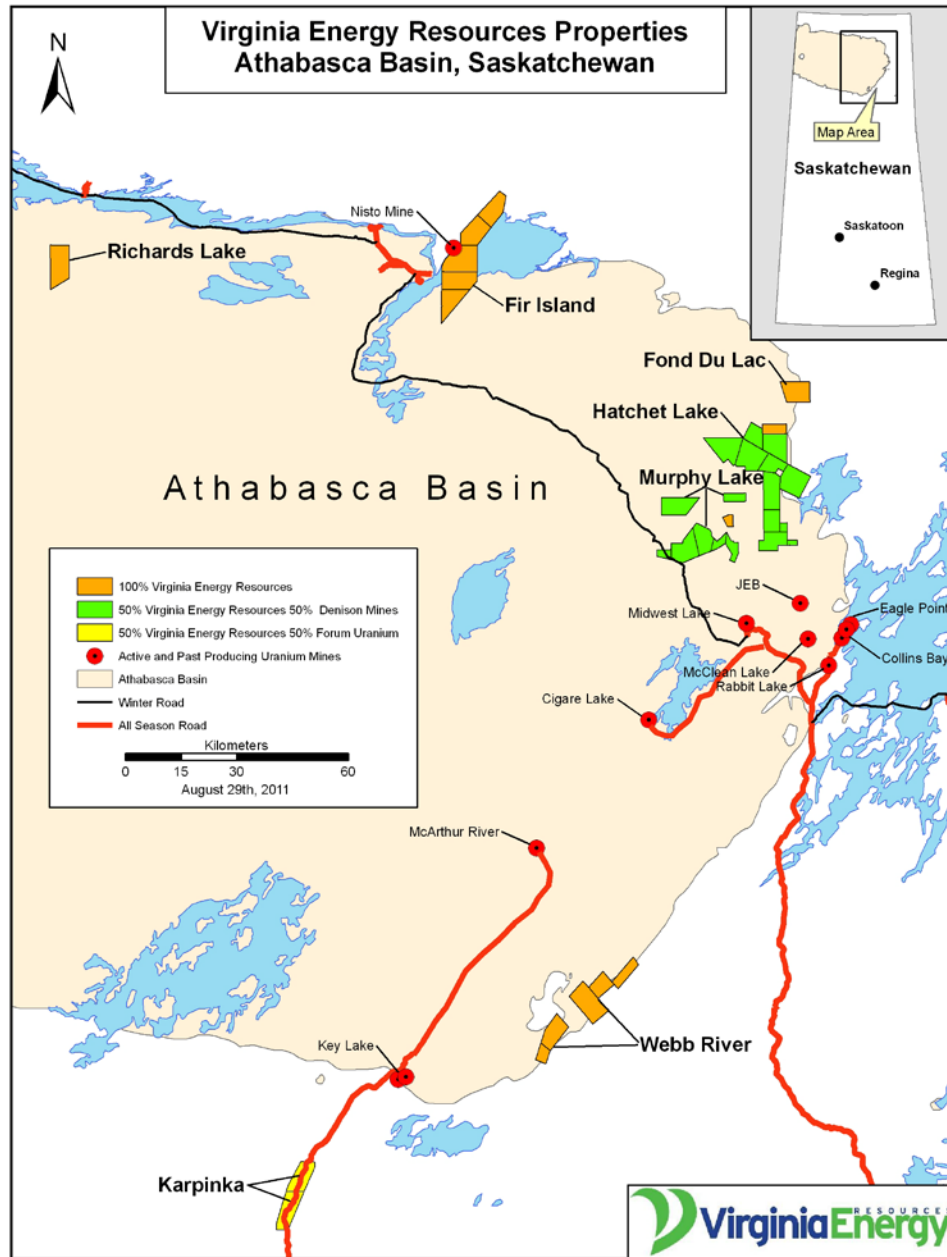 Virginia Energy Resources Properties
Athabasca Basin, Saskatchewan
N
Map Area
Saskatchewan
Saskatoon
Regina
Nisto Mine
Richards Lake
Fir Island
Fond Du Lac
Hatchet Lake
Murphy Lake
Athabasca Basin
JEB
Midwest Lake
Eagle Point
McClean Lake
Collins Bay
Rabbit Lake
Cigare Lake
100% Virginia Energy Resources
50% Virginia Energy Resources 50% Denison Mines
50% Virginia Energy Resources 50% Forum Uranium
Active and Past Producing Uranium Mines
Athabasca Basin
Winter Road
All Season Road
Kilometers
0 15 30 60
August 29th, 2011
McArthur River
Key Lake
Webb River
Karpinka
RESOURCES
VirginiaEnergy